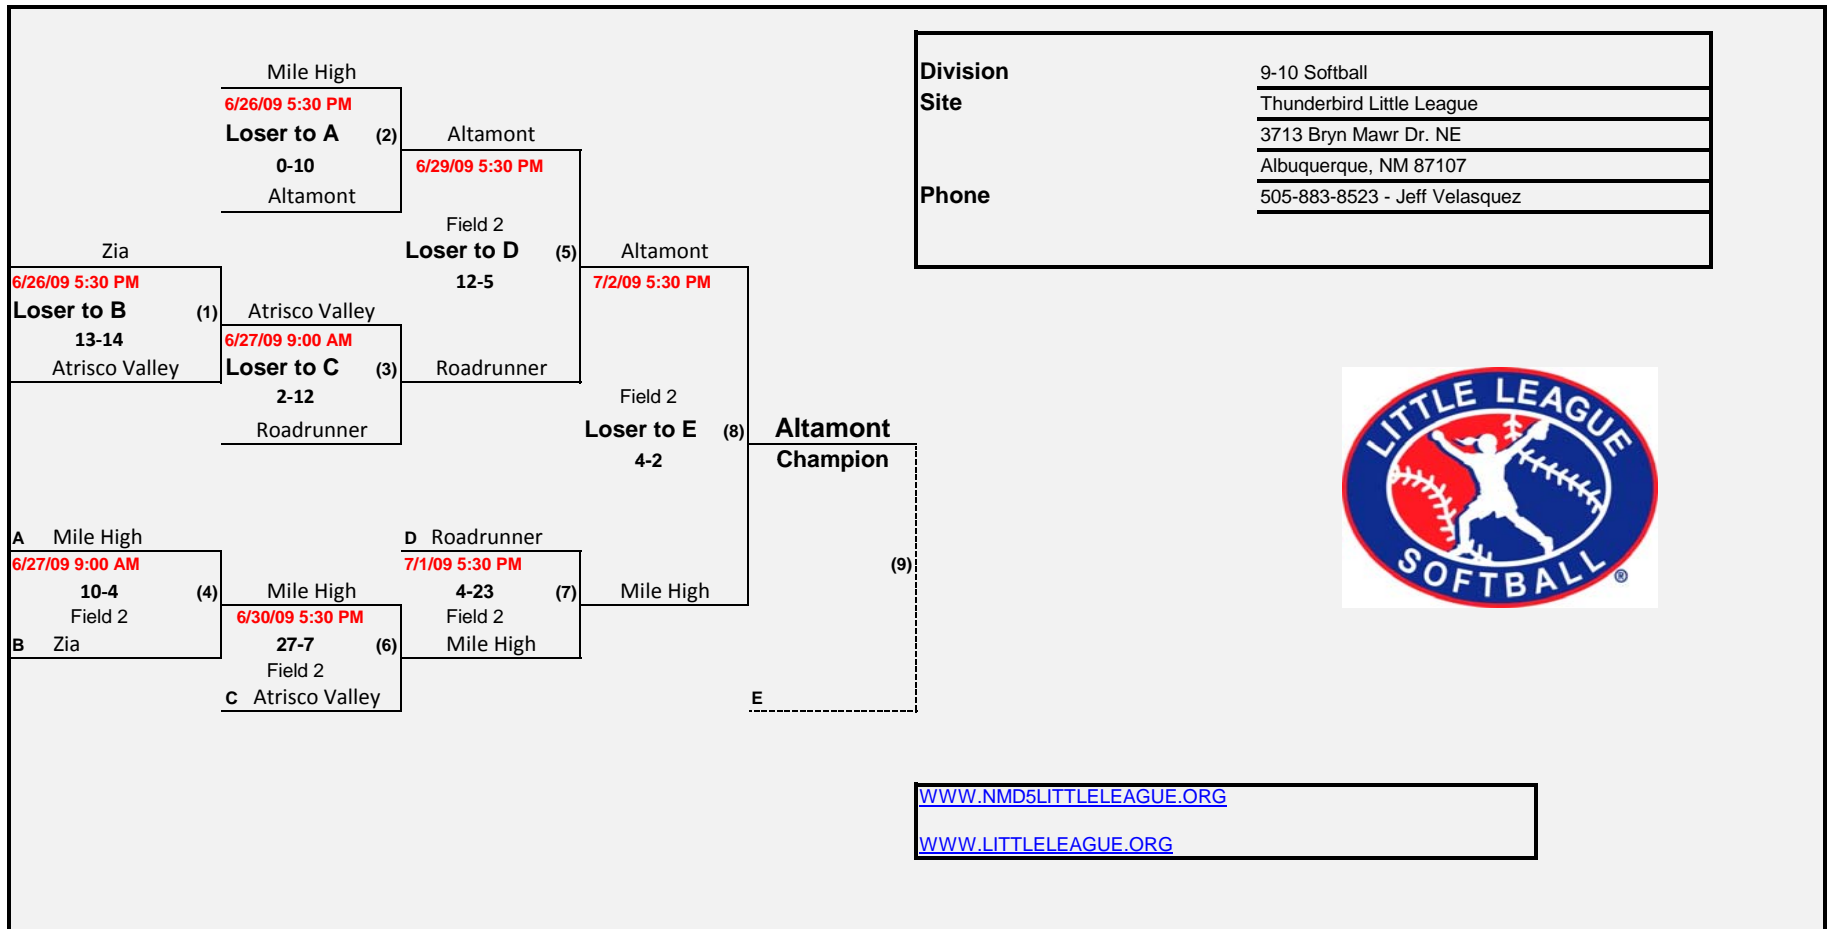 Mile High
6/26/09 5:30 PM
Loser to A (2)
0-10
Altamont
Altamont
6/29/09 5:30 PM
Field 2
Loser to D (5)
12-5
Zia
6/26/09 5:30 PM
Loser to B (1)
13-14
Atrisco Valley
Atrisco Valley
6/27/09 9:00 AM
Loser to C (3)
2-12
Roadrunner
Roadrunner
Altamont
7/2/09 5:30 PM
Field 2
Loser to E (8)
4-2
Altamont
Champion
A Mile High
6/27/09 9:00 AM
10-4 (4)
Field 2
B Zia
Mile High
6/30/09 5:30 PM
27-7 (6)
Field 2
C Atrisco Valley
D Roadrunner
7/1/09 5:30 PM
4-23 (7)
Field 2
Mile High
Mile High
(9)
E
Division 9-10 Softball
Site Thunderbird Little League
3713 Bryn Mawr Dr. NE
Albuquerque, NM 87107
Phone 505-883-8523 - Jeff Velasquez
LITTLE LEAGUE
SOFTBALL ®
WWW.NMD5LITTLELEAGUE.ORG
WWW.LITTLELEAGUE.ORG